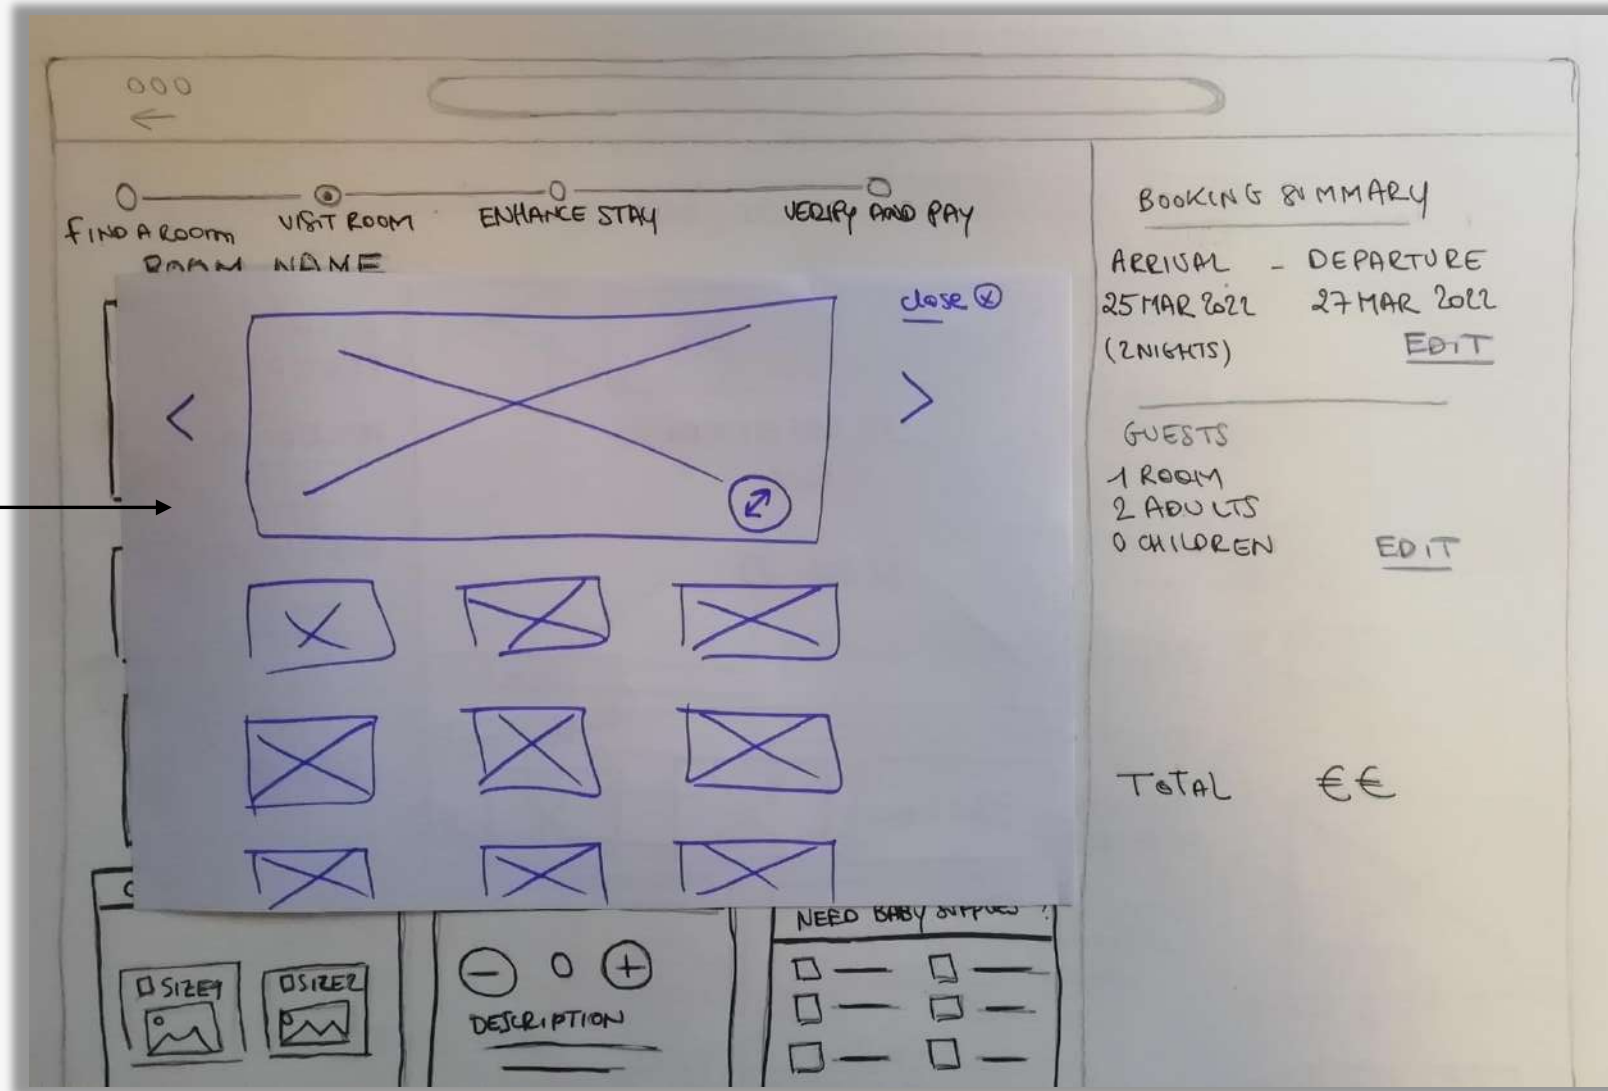 FIND A ROOM
VISIT ROOM
ENHANCE STAY
VERIFY AND PAY
ROOM NAME
close
BOOKING SUMMARY
ARRIVAL - DEPARTURE
25 MAR 2022 27 MAR 2022
(2 NIGHTS) EDIT
GUESTS
1 ROOM
2 ADULTS
0 CHILDREN EDIT
TOTAL €€
NEED BABY SUPPLIES ?
SIZE1
SIZE2
0
DESCRIPTION